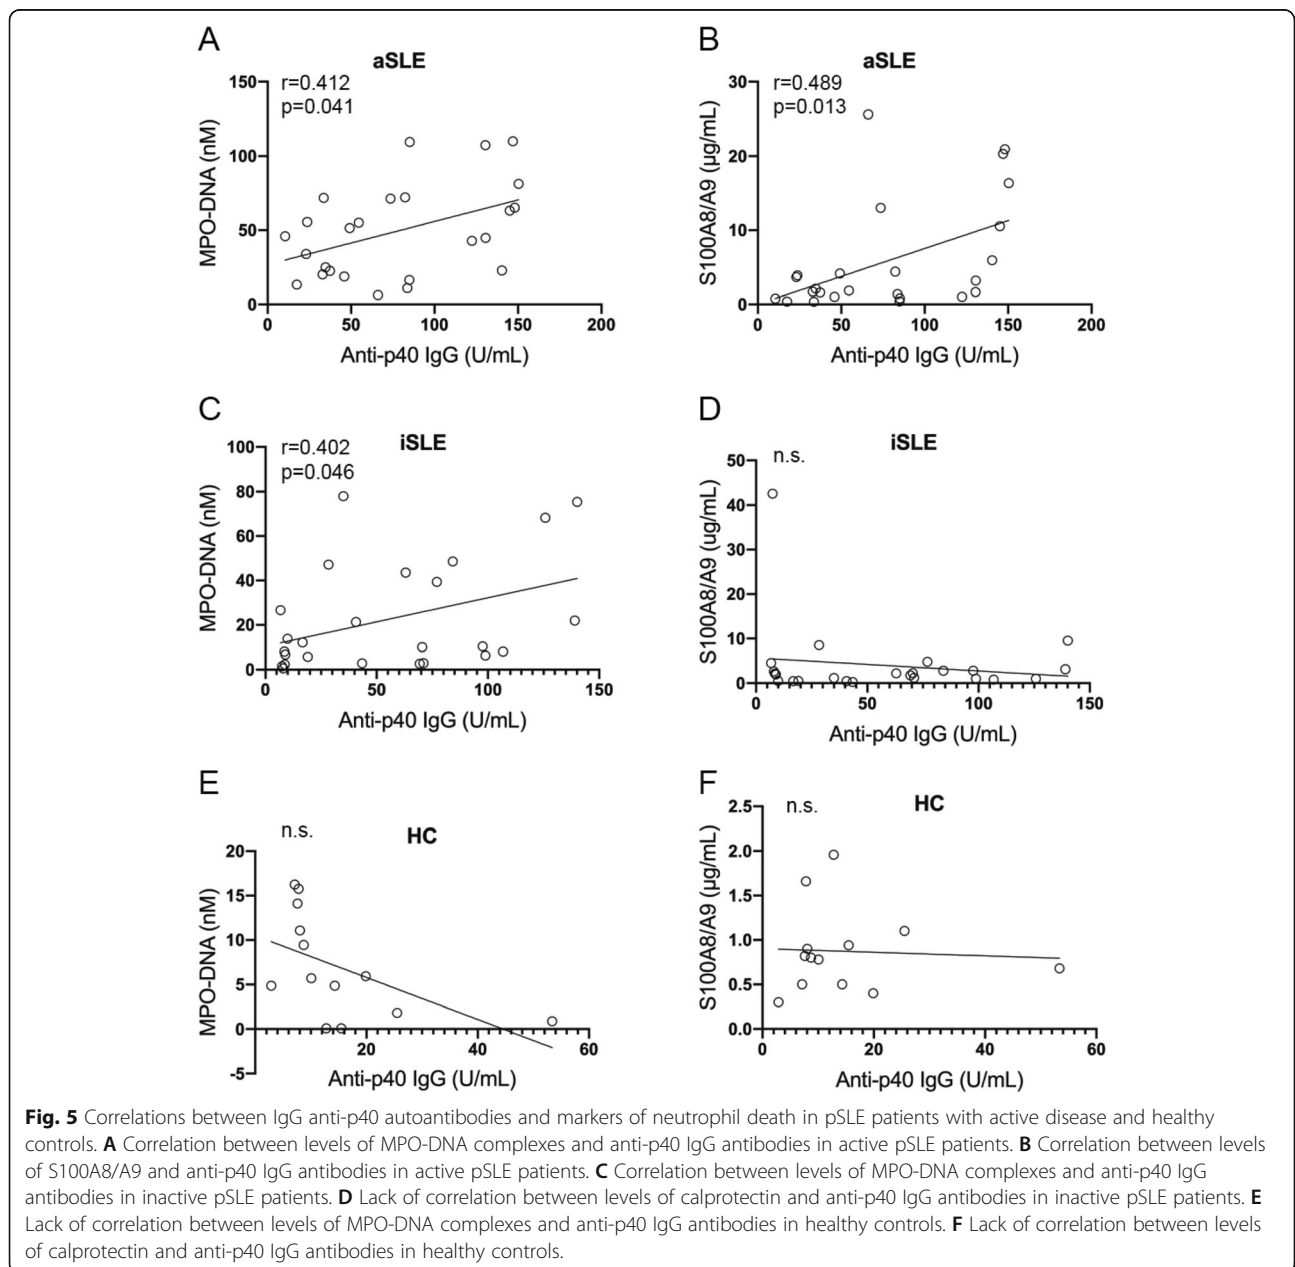 A
aSLE
r=0.412
p=0.041
150
100
50
0
MPO-DNA (nM)
0 50 100 150 200
Anti-p40 IgG (U/mL)
B
aSLE
r=0.489
p=0.013
30
20
10
0
S100A8/A9 (µg/mL)
0 50 100 150 200
Anti-p40 IgG (U/mL)
C
iSLE
r=0.402
p=0.046
100
80
60
40
20
0
MPO-DNA (nM)
0 50 100 150
Anti-p40 IgG (U/mL)
D
iSLE
n.s.
50
40
30
20
10
0
S100A8/A9 (ug/mL)
0 50 100 150
Anti-p40 IgG (U/mL)
E
n.s.
HC
20
15
10
5
0
-5
MPO-DNA (nM)
20 40 60
Anti-p40 IgG (U/mL)
F
n.s.
HC
2.5
2.0
1.5
1.0
0.5
0.0
S100A8/A9 (µg/mL)
0 20 40 60
Anti-p40 IgG (U/mL)
Fig. 5 Correlations between IgG anti-p40 autoantibodies and markers of neutrophil death in pSLE patients with active disease and healthy
controls. A Correlation between levels of MPO-DNA complexes and anti-p40 IgG antibodies in active pSLE patients. B Correlation between levels
of S100A8/A9 and anti-p40 IgG antibodies in active pSLE patients. C Correlation between levels of MPO-DNA complexes and anti-p40 IgG
antibodies in inactive pSLE patients. D Lack of correlation between levels of calprotectin and anti-p40 IgG antibodies in inactive pSLE patients. E
Lack of correlation between levels of MPO-DNA complexes and anti-p40 IgG antibodies in healthy controls. F Lack of correlation between levels
of calprotectin and anti-p40 IgG antibodies in healthy controls.